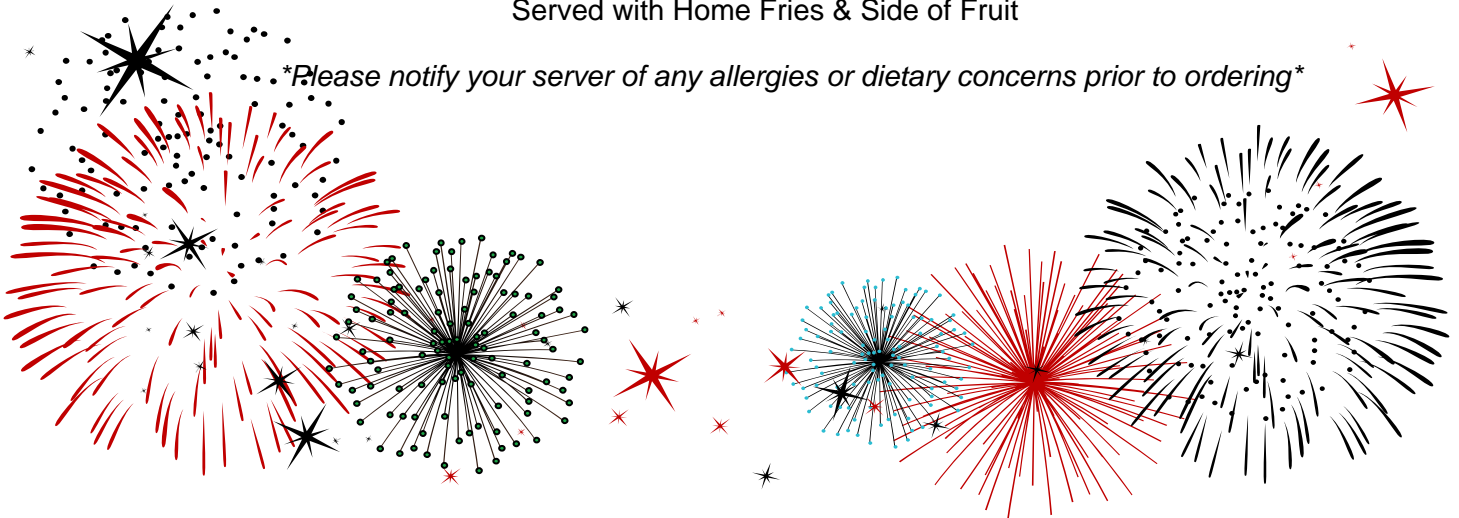 Served with Home Fries & Side of Fruit
*Please notify your server of any allergies or dietary concerns prior to ordering*